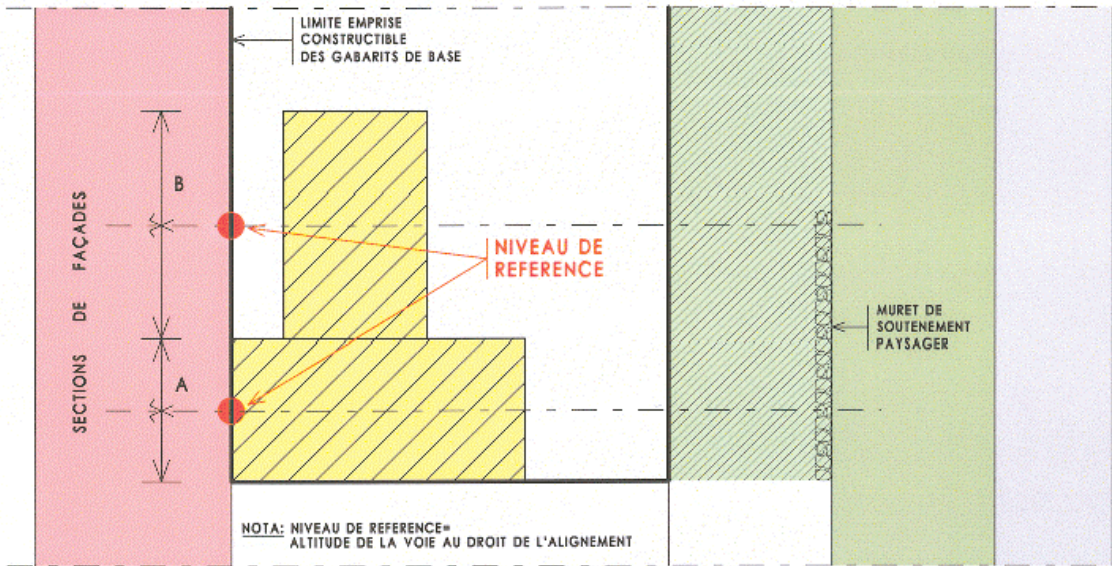 LIMITE EMPRISE
CONSTRUCTIBLE
DES GABARITS DE BASE
B
SECTIONS DE FAÇADES
NIVEAU DE
REFERENCE
MURET DE
SOUTENEMENT
PAYSAGER
A
NOTA: NIVEAU DE REFERENCE=
ALTITUDE DE LA VOIE AU DROIT DE L'ALIGNEMENT